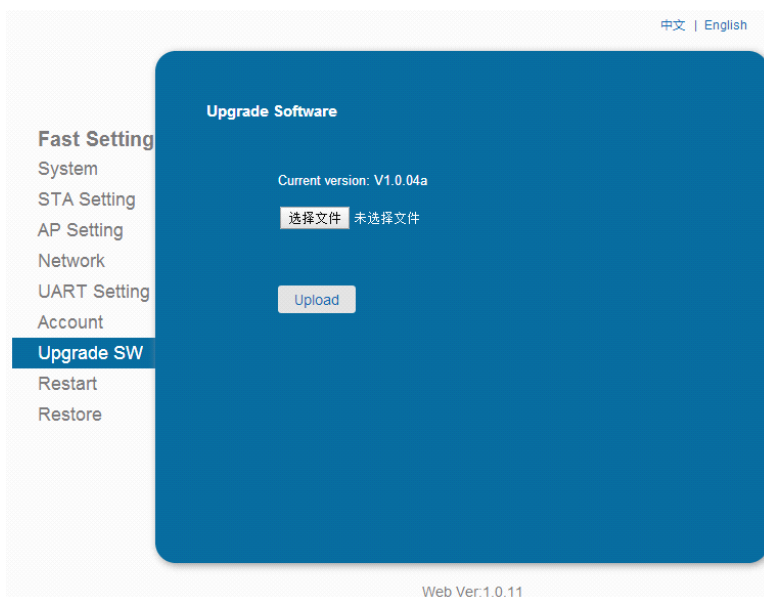 中文 | English
Upgrade Software
Fast Setting
System
STA Setting
AP Setting
Network
UART Setting
Account
Upgrade SW
Restart
Restore
Current version: V1.0.04a
选择文件 未选择文件
Upload
Web Ver:1.0.11